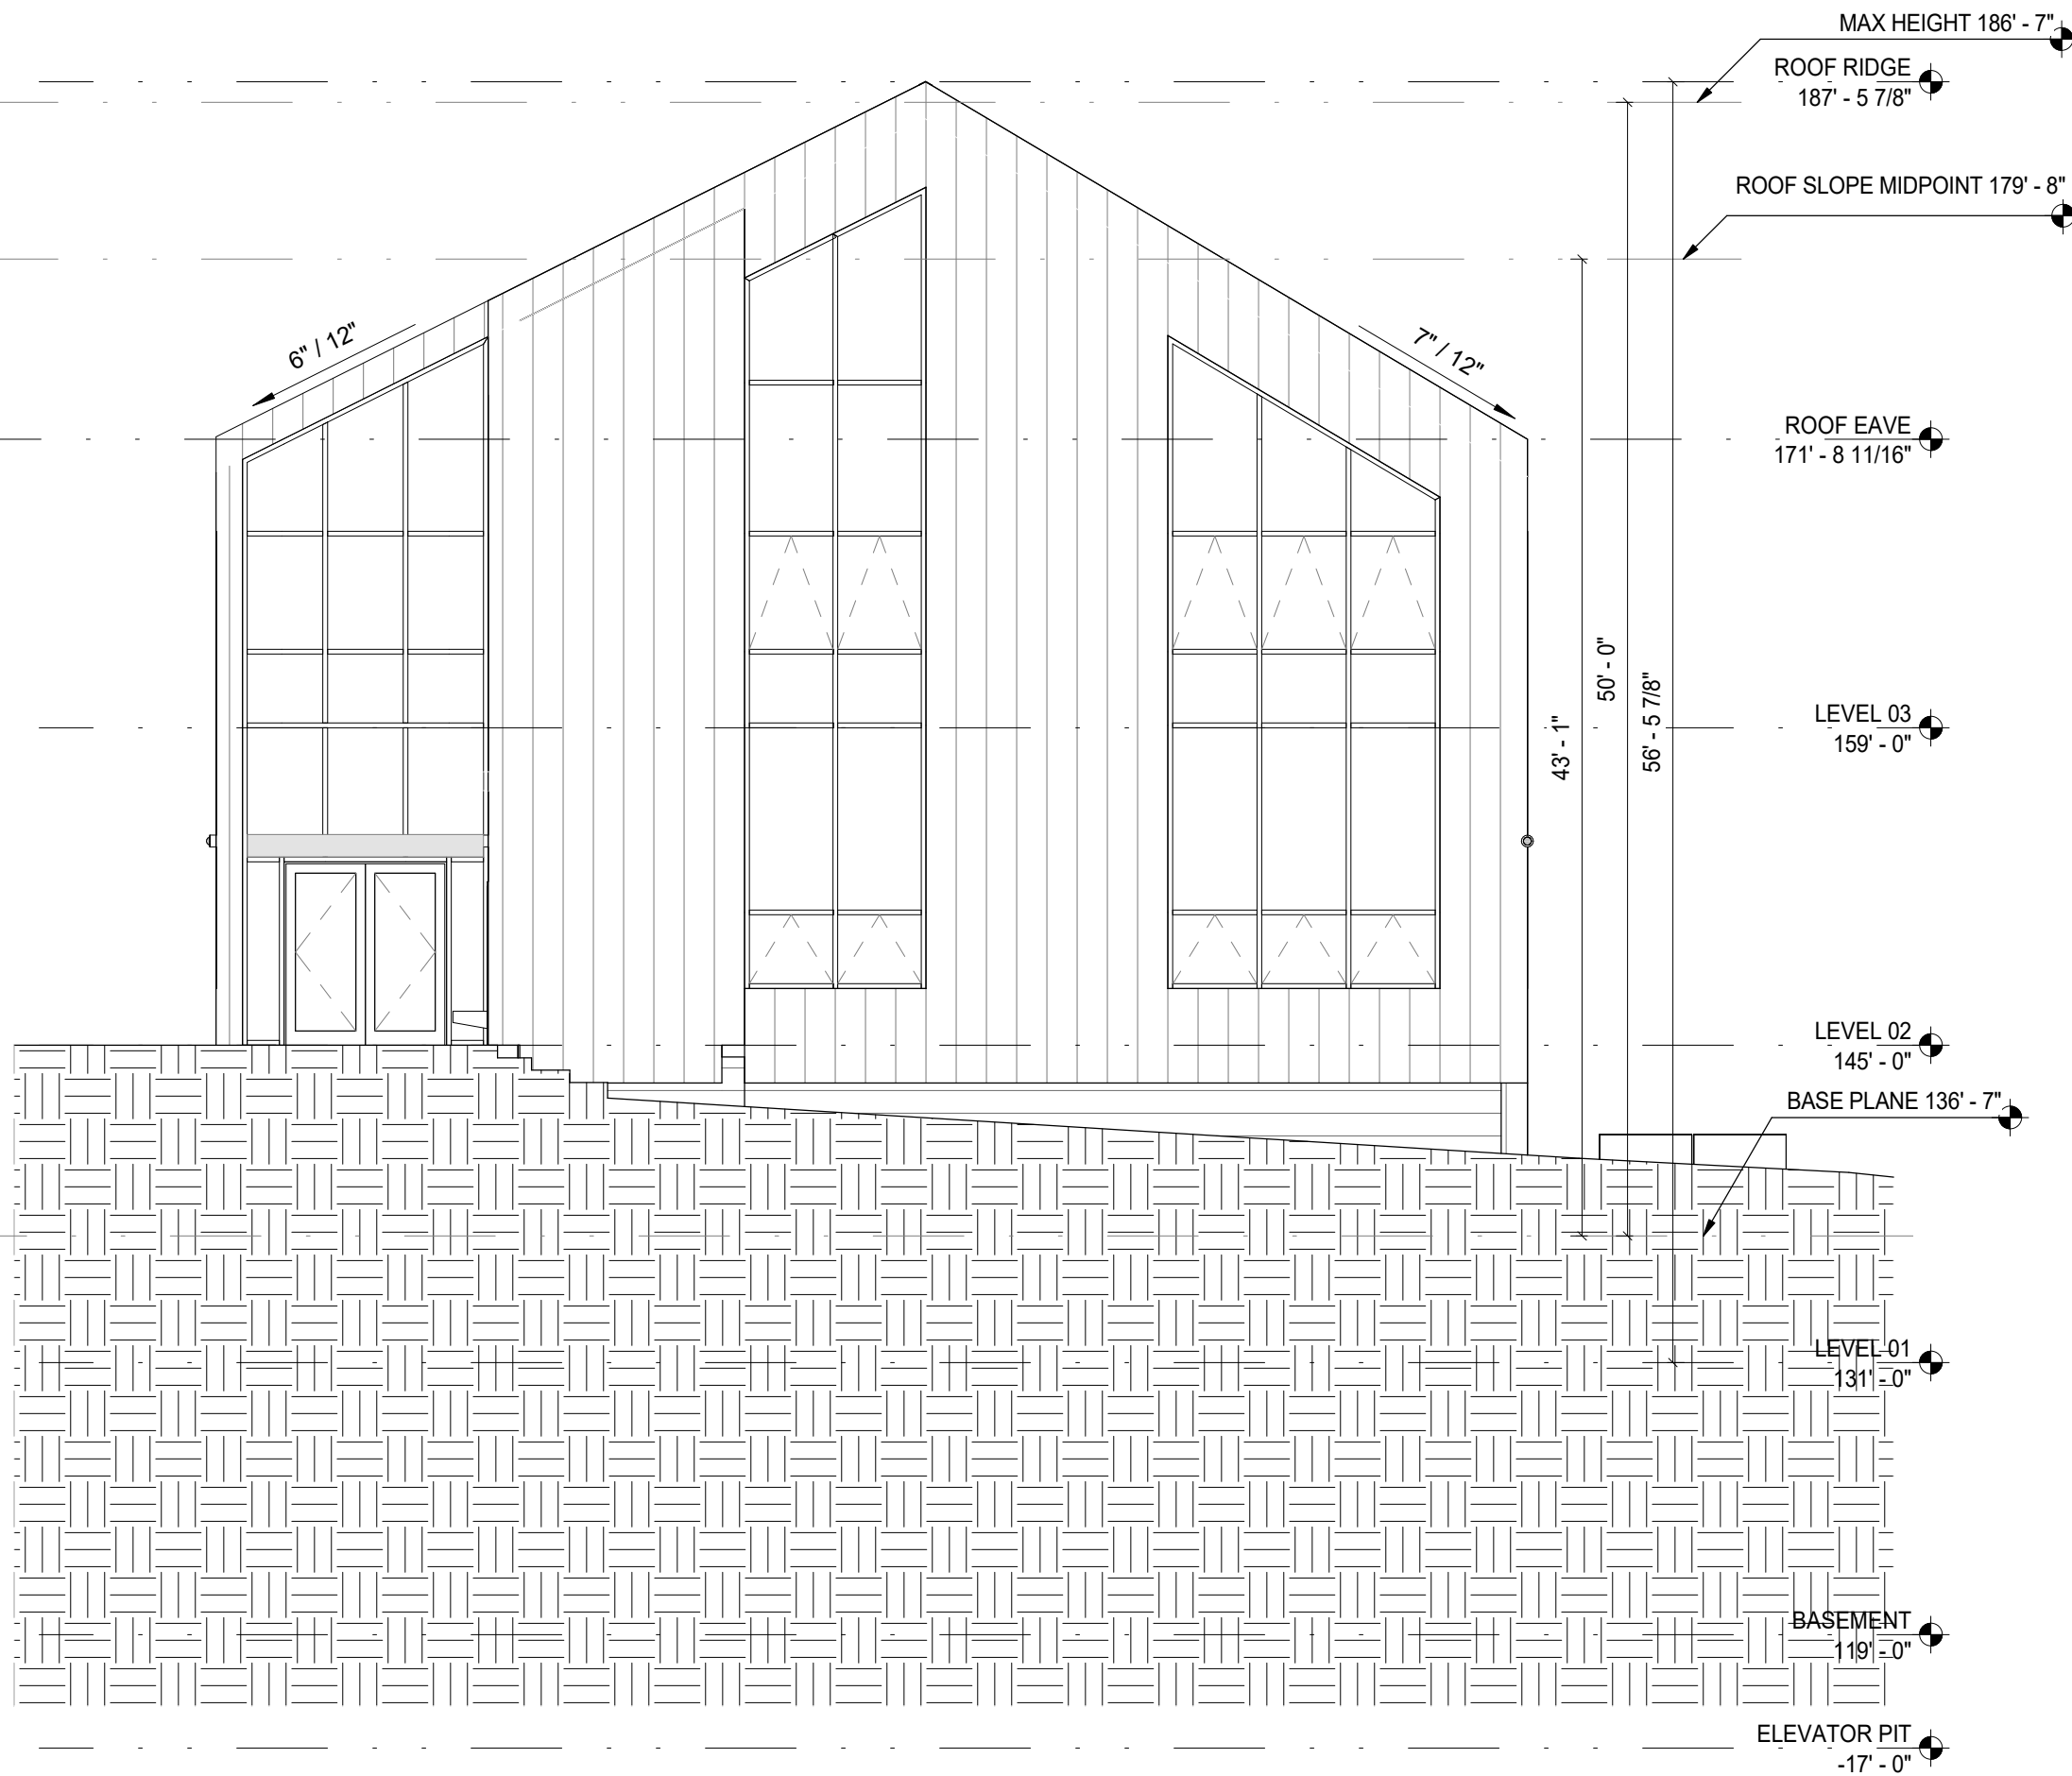 MAX HEIGHT 186' - 7"
ROOF RIDGE
187' - 5 7/8"
ROOF SLOPE MIDPOINT 179' - 8"
6" / 12"
7" / 12"
ROOF EAVE
171' - 8 11/16"
43' - 1"
50' - 0"
56' - 5 7/8"
LEVEL 03
159' - 0"
LEVEL 02
145' - 0"
BASE PLANE 136' - 7"
LEVEL 01
131' - 0"
BASEMENT
119' - 0"
ELEVATOR PIT
-17' - 0"